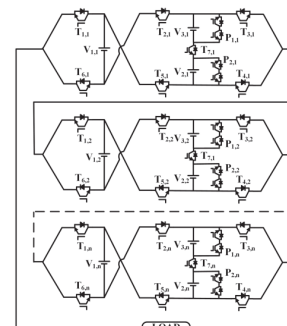 T1,1 T2,1 V3,1 P1,1 T3,1
V1,1 T7,1
T6,1 T5,1 V2,1 P2,1 T4,1
T1,2 T2,2 V3,2 P1,2 T3,2
V1,2 T7,1
T6,2 T5,2 V2,2 P2,2 T4,2
T1,n T2,n V3,n P1,n T3,n
V1,n T7,n
T6,n T5,n V2,n P2,n T4,n
LOAD